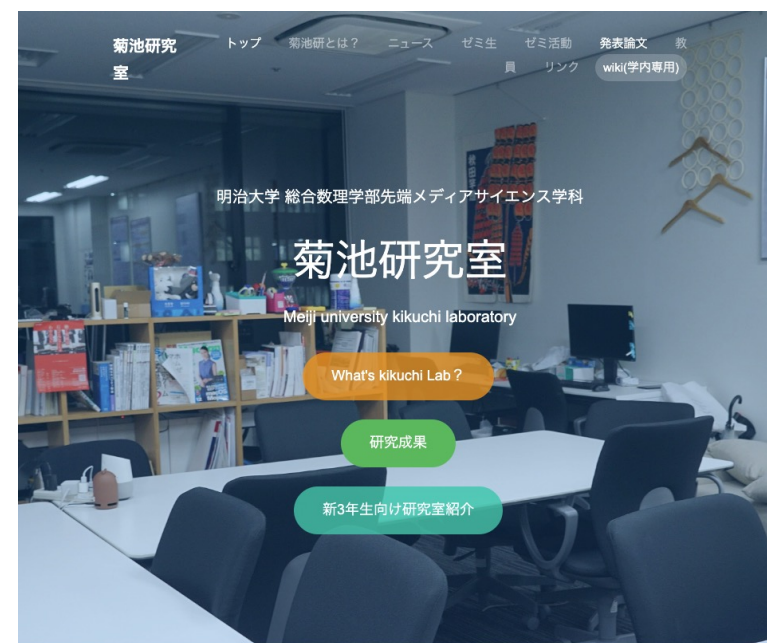 菊池研究
室
トップ 菊池研とは? ニュース ゼミ生 ゼミ活動 発表論文 教
員 リンク wiki(学内専用)
明治大学 総合数理学部先端メディアサイエンス学科
菊池研究室
Meiji university kikuchi laboratory
What's kikuchi Lab?
研究成果
新3年生向け研究室紹介